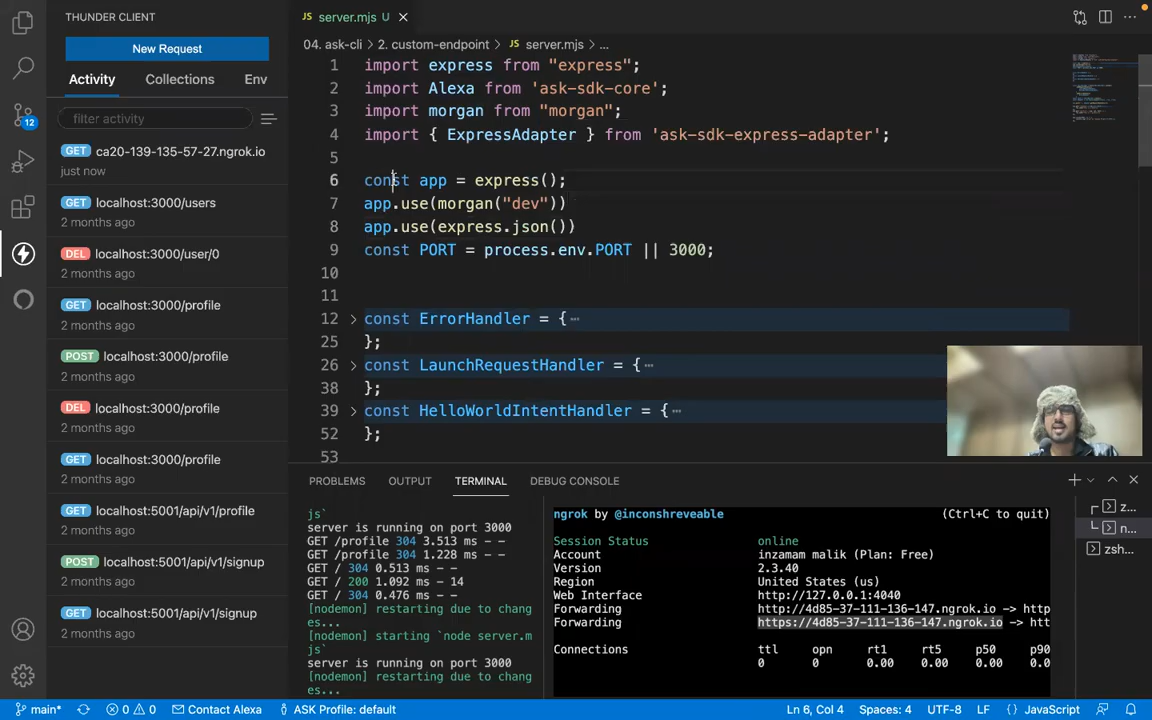 THUNDER CLIENT
New Request
Activity
Collections
Env
filter activity
GET ca20-139-135-57-27.ngrok.io
just now
GET localhost:3000/users
2 months ago
DEL localhost:3000/user/0
2 months ago
GET localhost:3000/profile
2 months ago
POST localhost:3000/profile
2 months ago
DEL localhost:3000/profile
2 months ago
GET localhost:3000/profile
2 months ago
GET localhost:5001/api/v1/profile
2 months ago
POST localhost:5001/api/v1/signup
2 months ago
GET localhost:5001/api/v1/signup
2 months ago
12
JS server.mjs U
04. ask-cli > 2. custom-endpoint > JS server.mjs > ...
1 import express from "express";
2 import Alexa from 'ask-sdk-core';
3 import morgan from "morgan";
4 import { ExpressAdapter } from 'ask-sdk-express-adapter';
5
6 const app = express();
7 app.use(morgan("dev"))
8 app.use(express.json())
9 const PORT = process.env.PORT || 3000;
10
11
12 const ErrorHandler = {⋯
25 };
26 const LaunchRequestHandler = {⋯
38 };
39 const HelloWorldIntentHandler = {⋯
52 };
53
PROBLEMS OUTPUT TERMINAL DEBUG CONSOLE
js`
server is running on port 3000
GET /profile 304 3.513 ms - -
GET /profile 304 1.228 ms - -
GET / 304 0.513 ms - -
GET / 200 1.092 ms - 14
GET / 304 0.476 ms - -
[nodemon] restarting due to chang
es...
[nodemon] starting `node server.m
js`
server is running on port 3000
[nodemon] restarting due to chang
es...
ngrok by @inconshreveable (Ctrl+C to quit)
Session Status online
Account inzamam malik (Plan: Free)
Version 2.3.40
Region United States (us)
Web Interface http://127.0.0.1:4040
Forwarding http://4d85-37-111-136-147.ngrok.io -> http
Forwarding https://4d85-37-111-136-147.ngrok.io -> htt
Connections ttl opn rt1 rt5 p50 p90
0 0 0.00 0.00 0.00 0.0
z...
n...
zsh...
main* 0 0 Contact Alexa ASK Profile: default Ln 6, Col 4 Spaces: 4 UTF-8 LF {} JavaScript